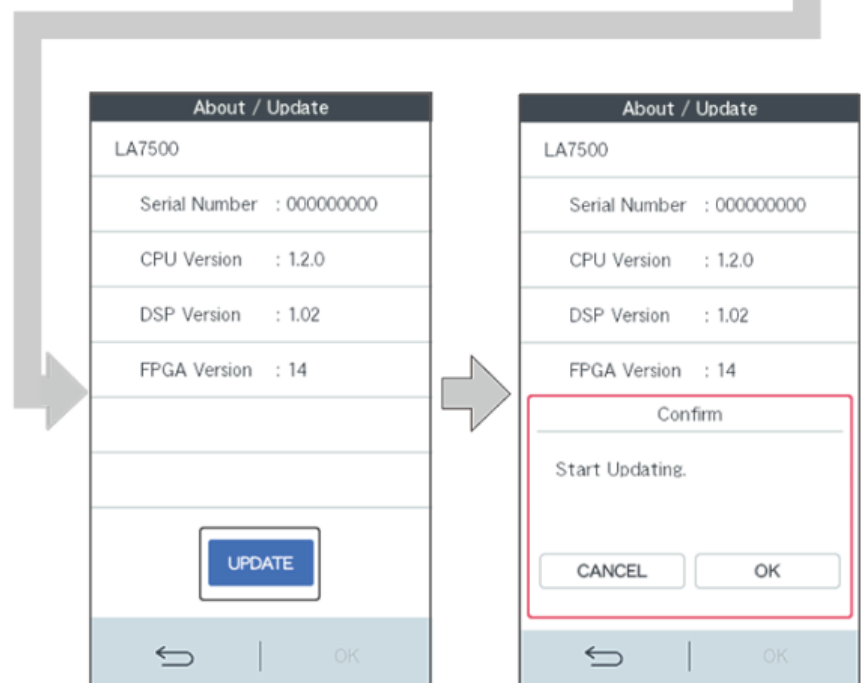 About / Update
LA7500
Serial Number : 000000000
CPU Version : 1.2.0
DSP Version : 1.02
FPGA Version : 14
UPDATE
OK
About / Update
LA7500
Serial Number : 000000000
CPU Version : 1.2.0
DSP Version : 1.02
FPGA Version : 14
Confirm
Start Updating.
CANCEL OK
OK